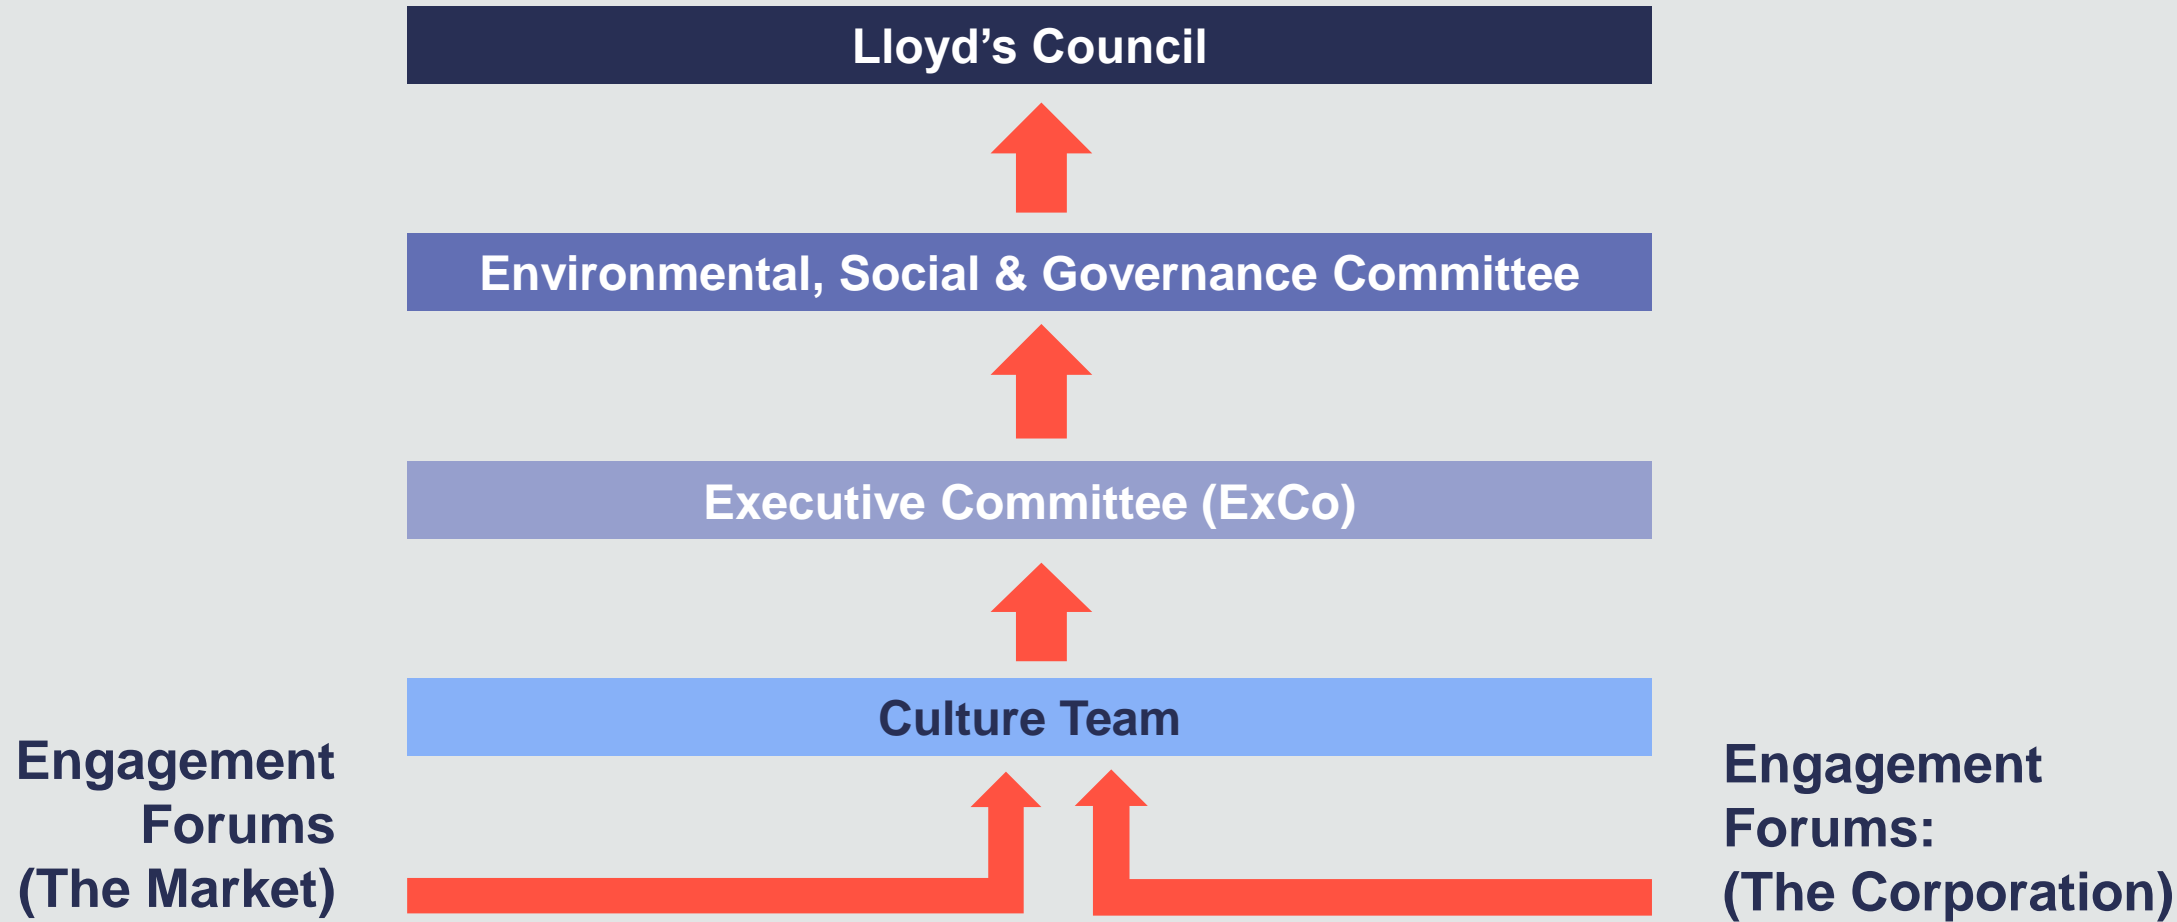 Lloyd’s Council
Environmental, Social & Governance Committee
Executive Committee (ExCo)
Culture Team
Engagement
Forums
(The Market)
Engagement
Forums:
(The Corporation)